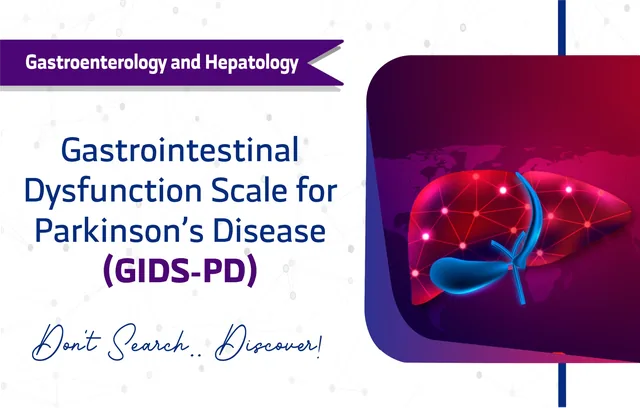 Gastroenterology and Hepatology
Gastrointestinal
Dysfunction Scale for
Parkinson's Disease
(GIDS-PD)
Don't Search.. Discover!